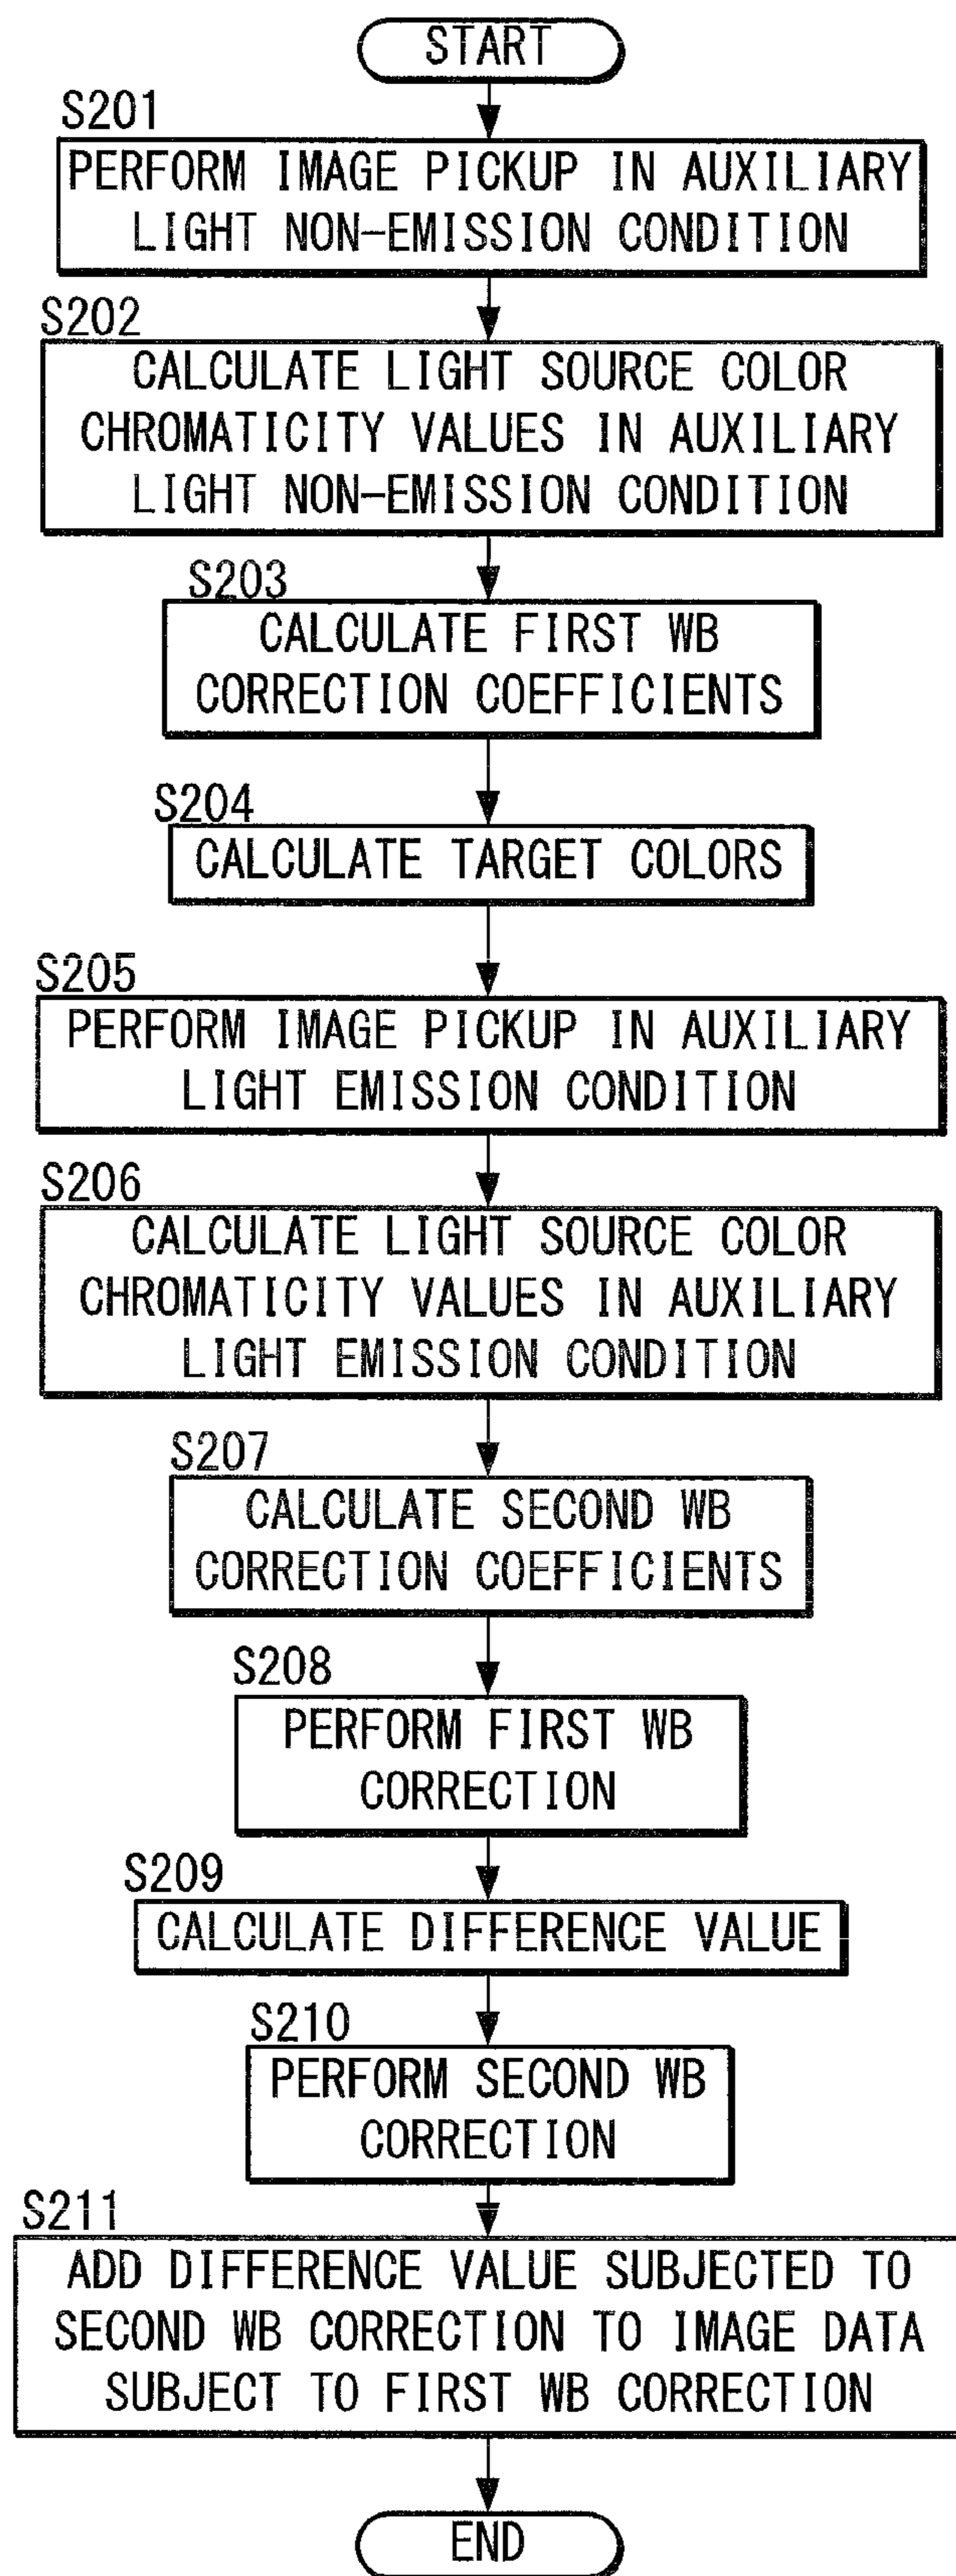 START
S201
PERFORM IMAGE PICKUP IN AUXILIARY
LIGHT NON-EMISSION CONDITION
S202
CALCULATE LIGHT SOURCE COLOR
CHROMATICITY VALUES IN AUXILIARY
LIGHT NON-EMISSION CONDITION
S203
CALCULATE FIRST WB
CORRECTION COEFFICIENTS
S204
CALCULATE TARGET COLORS
S205
PERFORM IMAGE PICKUP IN AUXILIARY
LIGHT EMISSION CONDITION
S206
CALCULATE LIGHT SOURCE COLOR
CHROMATICITY VALUES IN AUXILIARY
LIGHT EMISSION CONDITION
S207
CALCULATE SECOND WB
CORRECTION COEFFICIENTS
S208
PERFORM FIRST WB
CORRECTION
S209
CALCULATE DIFFERENCE VALUE
S210
PERFORM SECOND WB
CORRECTION
S211
ADD DIFFERENCE VALUE SUBJECTED TO
SECOND WB CORRECTION TO IMAGE DATA
SUBJECT TO FIRST WB CORRECTION
END